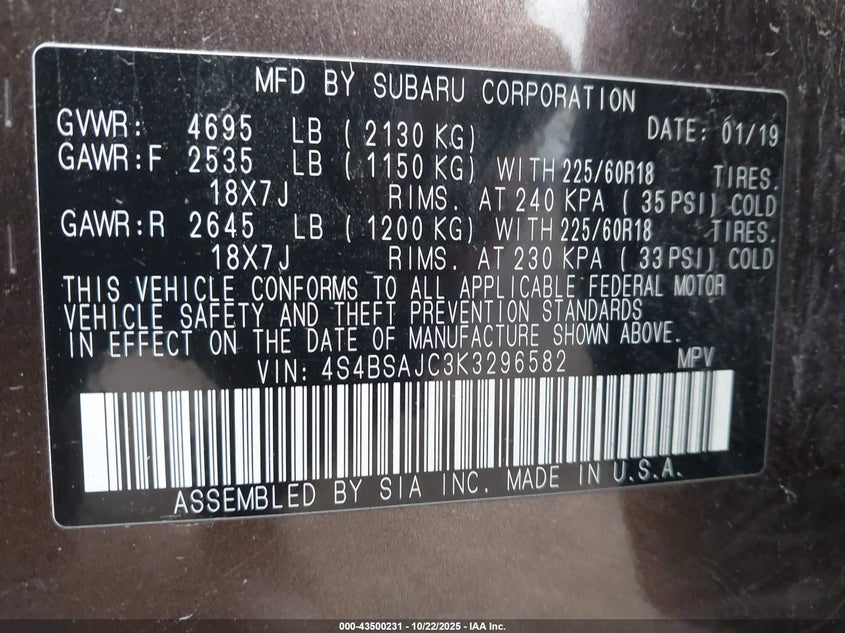 MFD BY SUBARU CORPORATION
GVWR: 4695 LB ( 2130 KG) DATE: 01/19
GAWR:F 2535 LB ( 1150 KG) WITH 225/60R18 TIRES.
18X7J RIMS. AT 240 KPA ( 35 PSI) COLD
GAWR:R 2645 LB ( 1200 KG) WITH 225/60R18 TIRES.
18X7J RIMS. AT 230 KPA ( 33 PSI) COLD
THIS VEHICLE CONFORMS TO ALL APPLICABLE FEDERAL MOTOR
VEHICLE SAFETY AND THEFT PREVENTION STANDARDS
IN EFFECT ON THE DATE OF MANUFACTURE SHOWN ABOVE.
VIN: 4S4BSAJC3K3296582 MPV
ASSEMBLED BY SIA INC. MADE IN U.S.A.
000-43500231 - 10/22/2025 - IAA Inc.